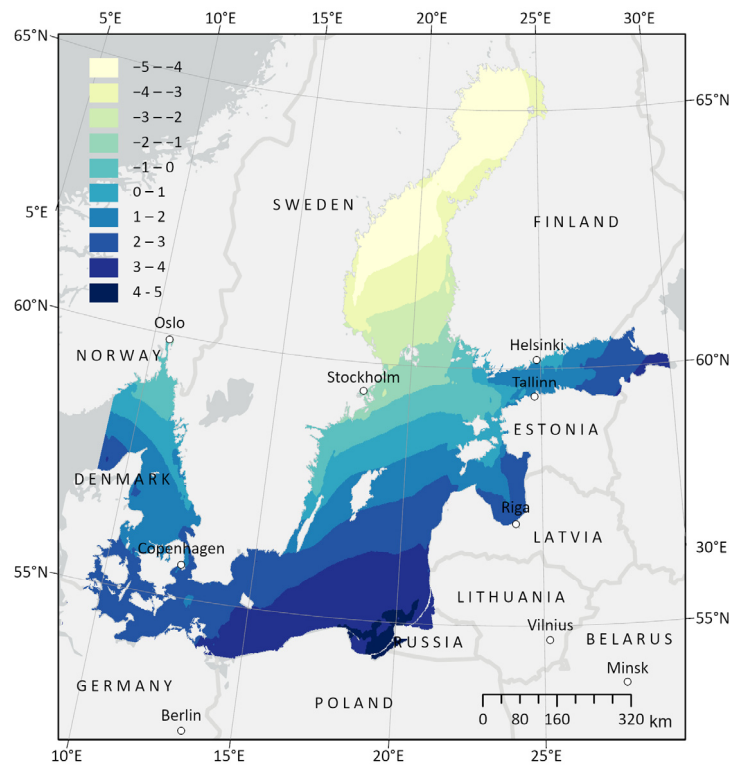 5°E 10°E 15°E 20°E 25°E 30°E
65°N
−5 – −4
−4 – −3
−3 – −2
−2 – −1
−1 – 0
0 – 1
1 – 2
2 – 3
3 – 4
4 - 5
65°N
5°E
SWEDEN
FINLAND
60°N
Oslo
NORWAY
Helsinki
60°N
Stockholm
Tallinn
ESTONIA
DENMARK
Riga
LATVIA
Copenhagen
30°E
55°N
LITHUANIA
55°N
Vilnius
RUSSIA
BELARUS
Minsk
GERMANY
POLAND
Berlin
0 80 160 320 km
10°E 15°E 20°E 25°E